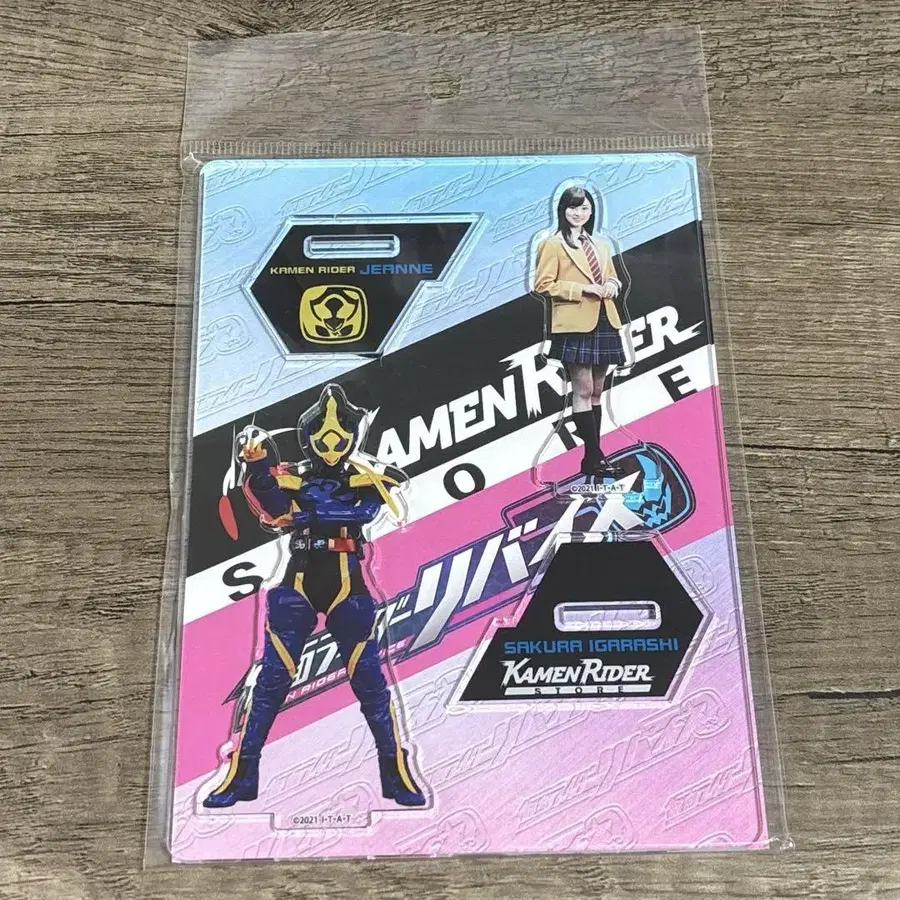 KAMEN RIDER JEANNE
KAMEN RIDER
STORE
©2021 I·T·A·T
リバイス
SAKURA IGARASHI
KAMEN RIDER
STORE
©2021 I·T·A·T